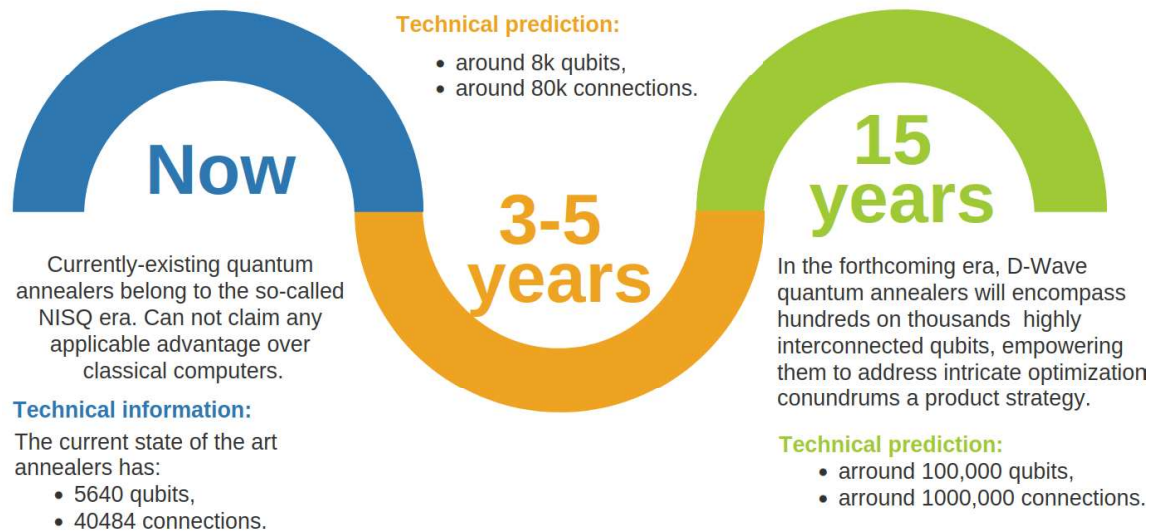 Now
Currently-existing quantum
annealers belong to the so-called
NISQ era. Can not claim any
applicable advantage over
classical computers.
Technical information:
The current state of the art
annealers has:
• 5640 qubits,
• 40484 connections.
Technical prediction:
• around 8k qubits,
• around 80k connections.
3-5
years
15
years
In the forthcoming era, D-Wave
quantum annealers will encompass
hundreds on thousands highly
interconnected qubits, empowering
them to address intricate optimization
conundrums a product strategy.
Technical prediction:
• arround 100,000 qubits,
• arround 1000,000 connections.